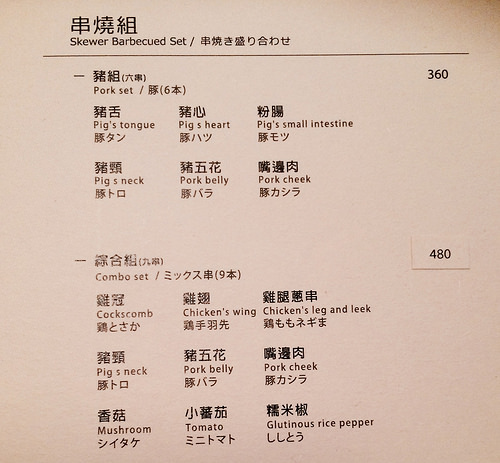 串燒組
Skewer Barbecued Set / 串焼き盛り合わせ
一 豬組(六串) 360
Pork set / 豚(6本)
豬舌 豬心 粉腸
Pig's tongue Pig s heart Pig's small intestine
豚タン 豚ハツ 豚モツ
豬頸 豬五花 嘴邊肉
Pig s neck Pork belly Pork cheek
豚トロ 豚バラ 豚カシラ
一 綜合組(九串) 480
Combo set / ミックス串(9本)
雞冠 雞翅 雞腿蔥串
Cockscomb Chicken's wing Chicken's leg and leek
鶏とさか 鶏手羽先 鶏ももネギま
豬頸 豬五花 嘴邊肉
Pig s neck Pork belly Pork cheek
豚トロ 豚バラ 豚カシラ
香菇 小蕃茄 糯米椒
Mushroom Tomato Glutinous rice pepper
シイタケ ミニトマト ししとう